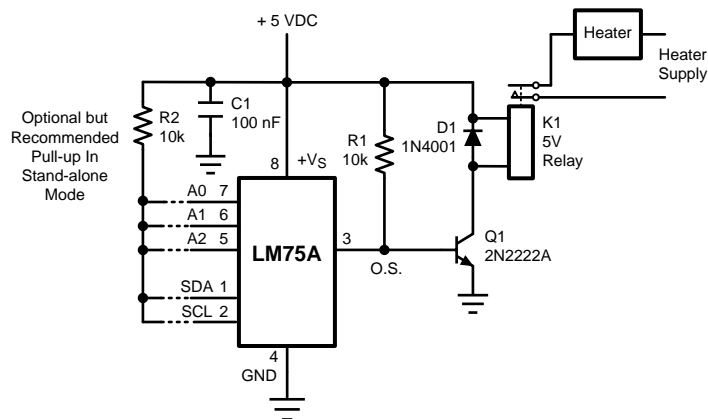 + 5 VDC
Heater
Heater
Supply
Optional but
Recommended
Pull-up In
Stand-alone
Mode
R2
10k
C1
100 nF
R1
10k
D1
1N4001
K1
5V
Relay
8
+VS
A0 7
A1 6
A2 5
SDA 1
SCL 2
LM75A
3
O.S.
Q1
2N2222A
4
GND